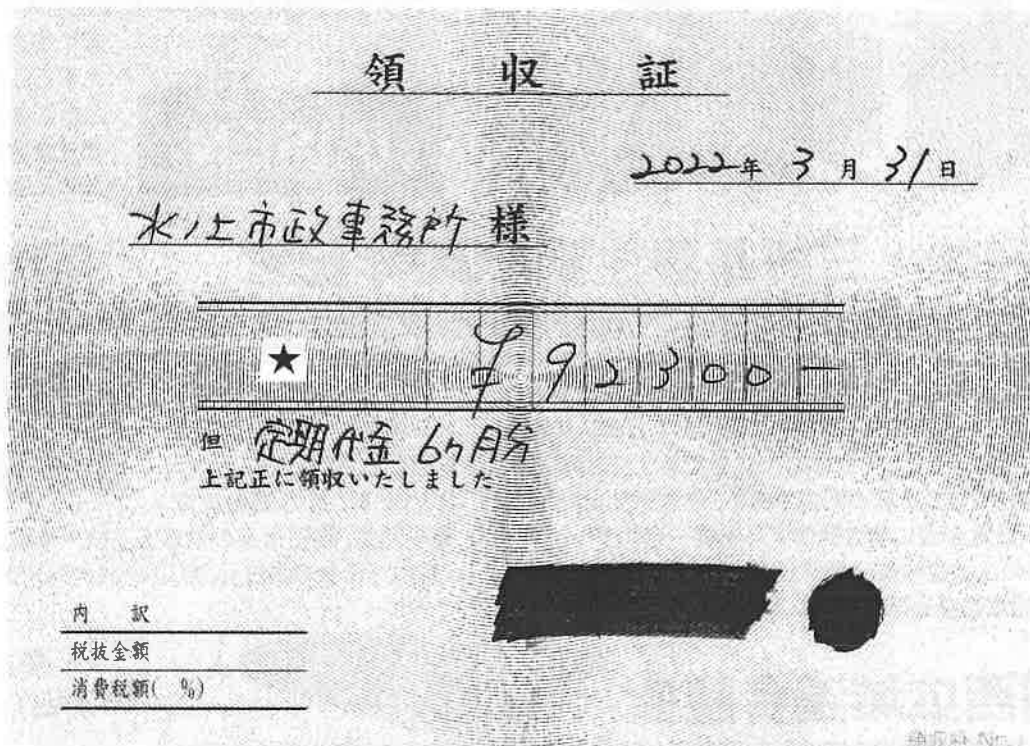 領収証
2022年 3月 31日
水ノ上市政事務所 様
★ ¥92300-
但 定期代金 6ヶ月分
上記正に領収いたしました
内 訳
税抜金額
消費税額( %)